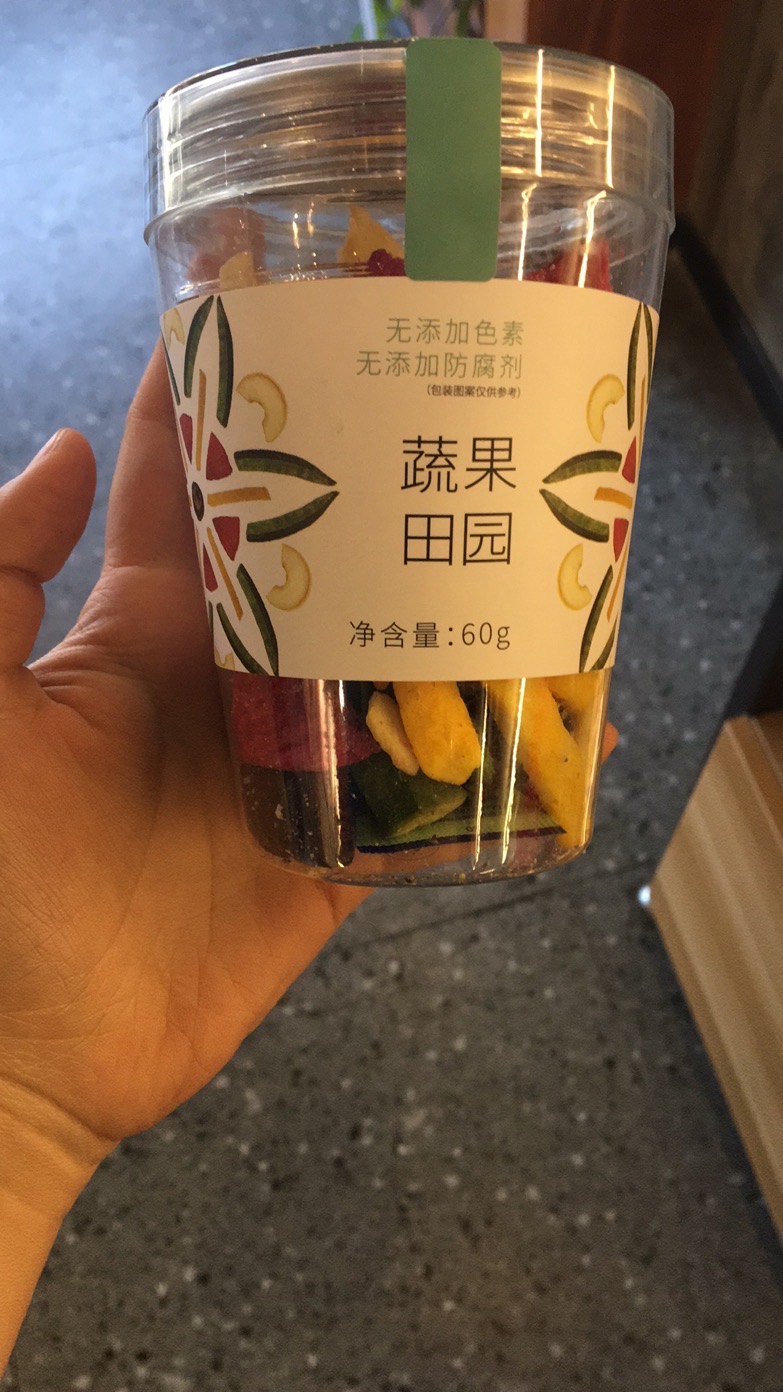 无添加色素
无添加防腐剂
(包装图案仅供参考)
蔬果
田园
净含量:60g